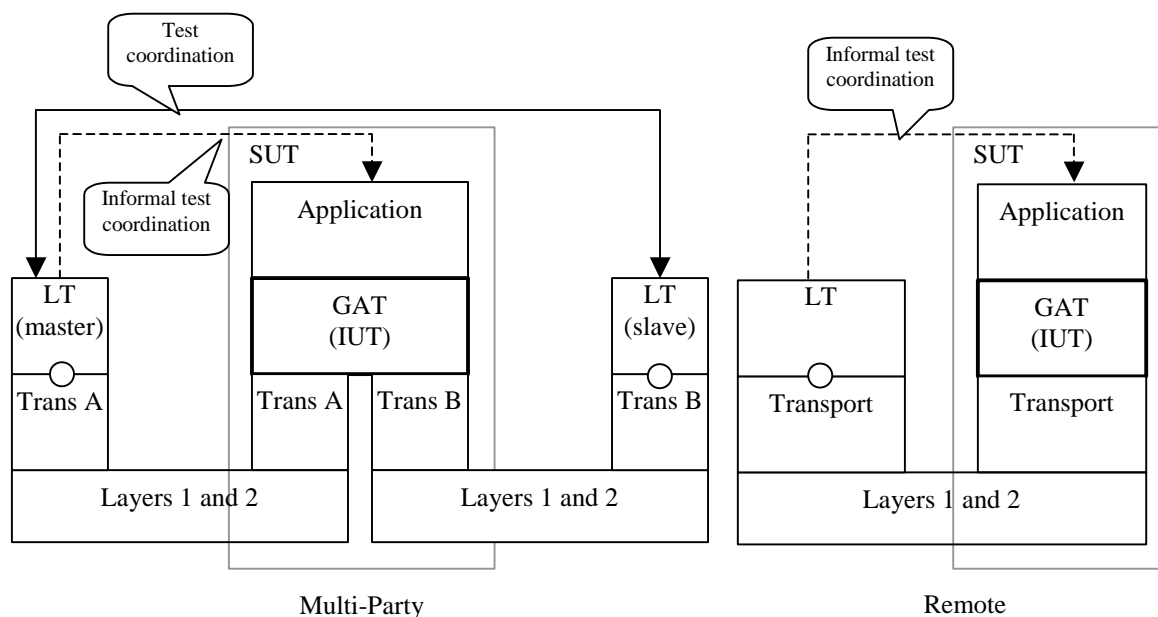 Test
coordination
Informal test
coordination
SUT
SUT
Informal test
coordination
Application
Application
LT
(master)
GAT
(IUT)
LT
(slave)
LT
GAT
(IUT)
Trans A
Trans A
Trans B
Trans B
Transport
Transport
Layers 1 and 2
Layers 1 and 2
Layers 1 and 2
Multi-Party
Remote